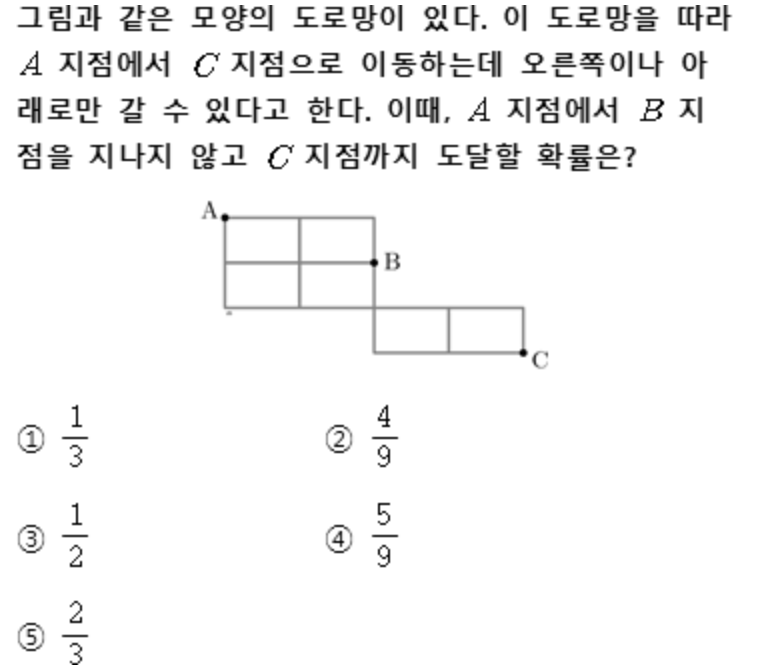 그림과 같은 모양의 도로망이 있다. 이 도로망을 따라
A 지점에서 C 지점으로 이동하는데 오른쪽이나 아
래로만 갈 수 있다고 한다. 이때, A 지점에서 B 지
점을 지나지 않고 C 지점까지 도달할 확률은?
A
B
C
① 1/3 ② 4/9
③ 1/2 ④ 5/9
⑤ 2/3